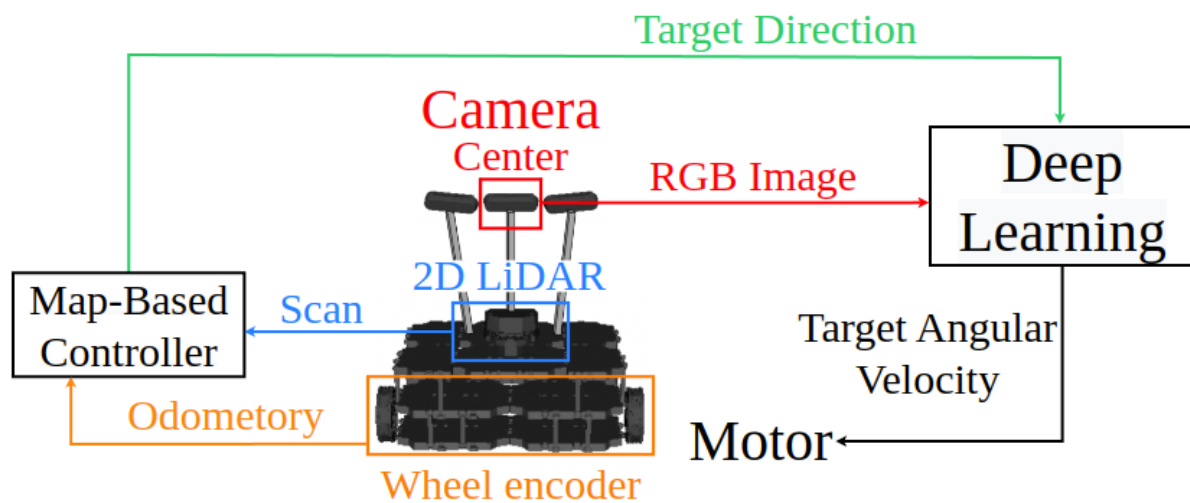 Target Direction
Camera
Center
RGB Image
Deep
Learning
2D LiDAR
Map-Based
Controller
Scan
Target Angular
Velocity
Odometory
Motor
Wheel encoder